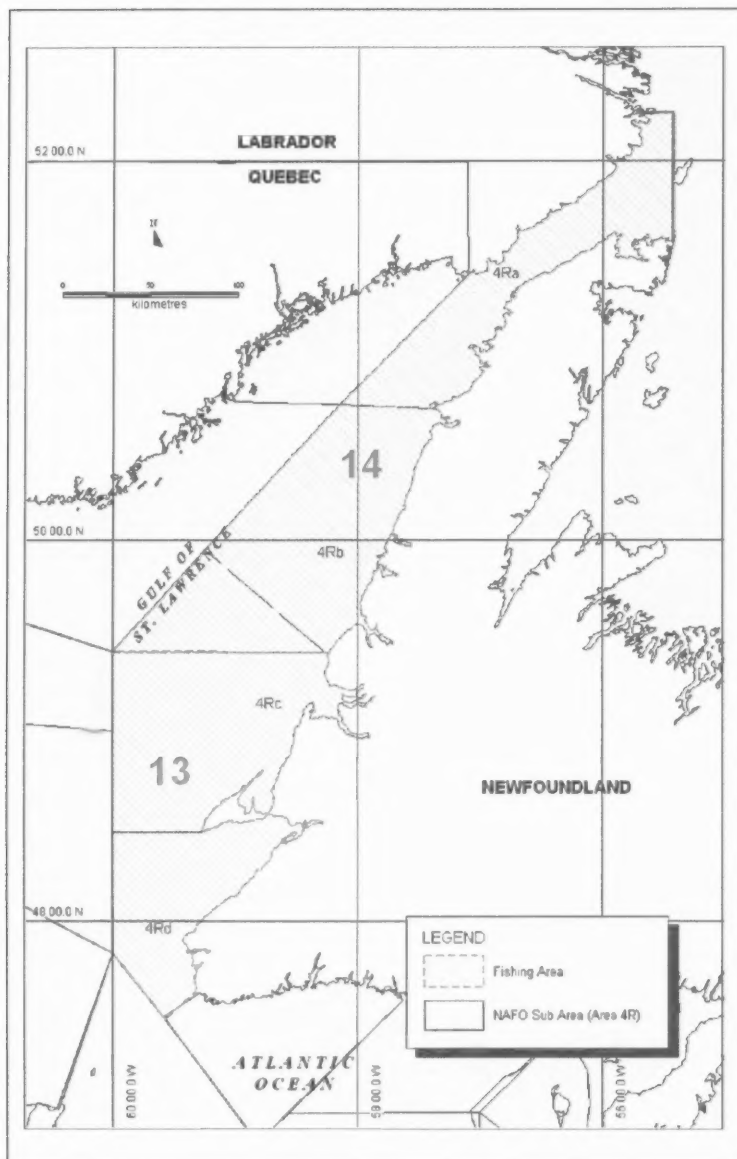 LABRADOR
52 00.0 N
QUEBEC
N
0 50 100
kilometres
4Ra
14
50 00.0 N
4Rb
GULF OF
ST. LAWRENCE
4Rc
13
NEWFOUNDLAND
48 00.0 N
4Rd
LEGEND
Fishing Area
NAFO Sub Area (Area 4R)
ATLANTIC
OCEAN
60 00.0 W
58 00.0 W
56 00.0 W